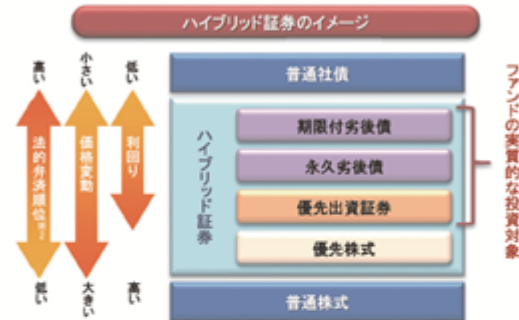 ハイブリッド証券のイメージ
高い
小さい
低い
法的弁済順位
価格変動
利回り
低い
大きい
高い
普通社債
ハイブリッド証券
期限付劣後債
永久劣後債
優先出資証券
優先株式
普通株式
ファンドの実質的な投資対象